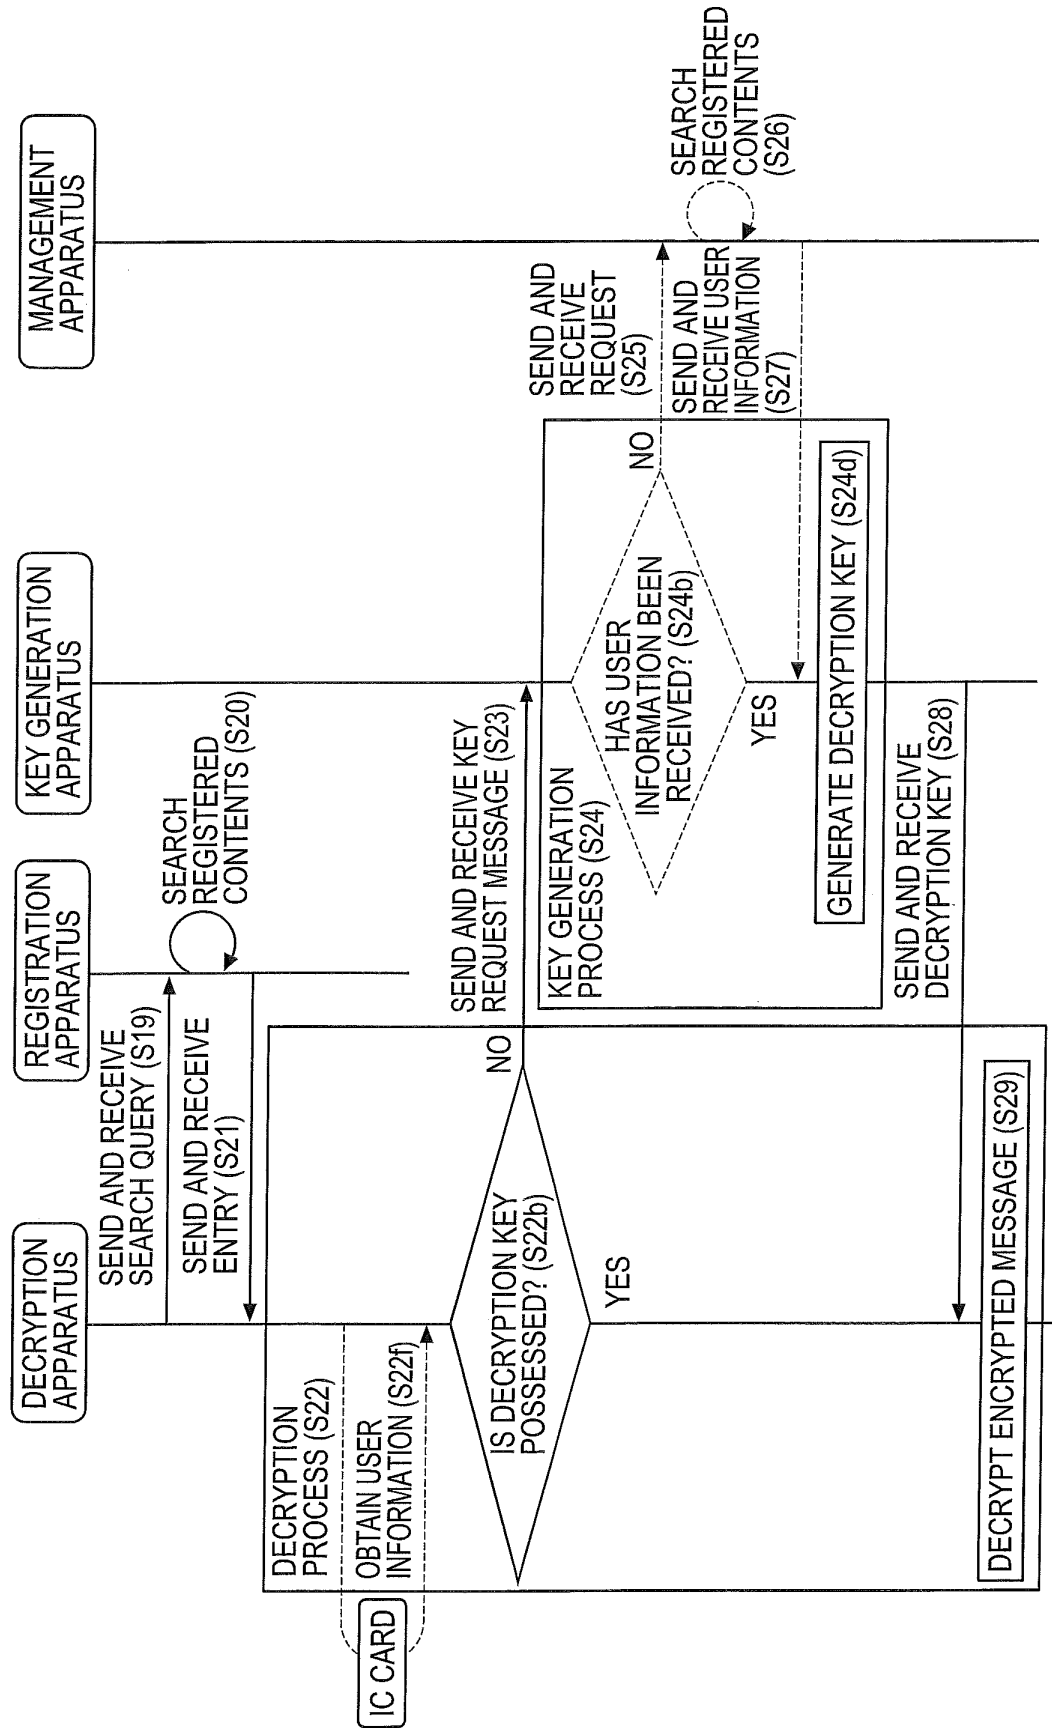 DECRYPTION
APPARATUS
REGISTRATION
APPARATUS
KEY GENERATION
APPARATUS
MANAGEMENT
APPARATUS
SEND AND RECEIVE
SEARCH QUERY (S19)
SEARCH
REGISTERED
CONTENTS (S20)
SEND AND RECEIVE
ENTRY (S21)
DECRYPTION
PROCESS (S22)
OBTAIN USER
INFORMATION (S22f)
IC CARD
IS DECRYPTION KEY
POSSESSED? (S22b)
NO
YES
SEND AND RECEIVE KEY
REQUEST MESSAGE (S23)
KEY GENERATION
PROCESS (S24)
HAS USER
INFORMATION BEEN
RECEIVED? (S24b)
NO
YES
SEND AND
RECEIVE
REQUEST
(S25)
SEARCH
REGISTERED
CONTENTS
(S26)
SEND AND
RECEIVE USER
INFORMATION
(S27)
GENERATE DECRYPTION KEY (S24d)
SEND AND RECEIVE
DECRYPTION KEY (S28)
DECRYPT ENCRYPTED MESSAGE (S29)